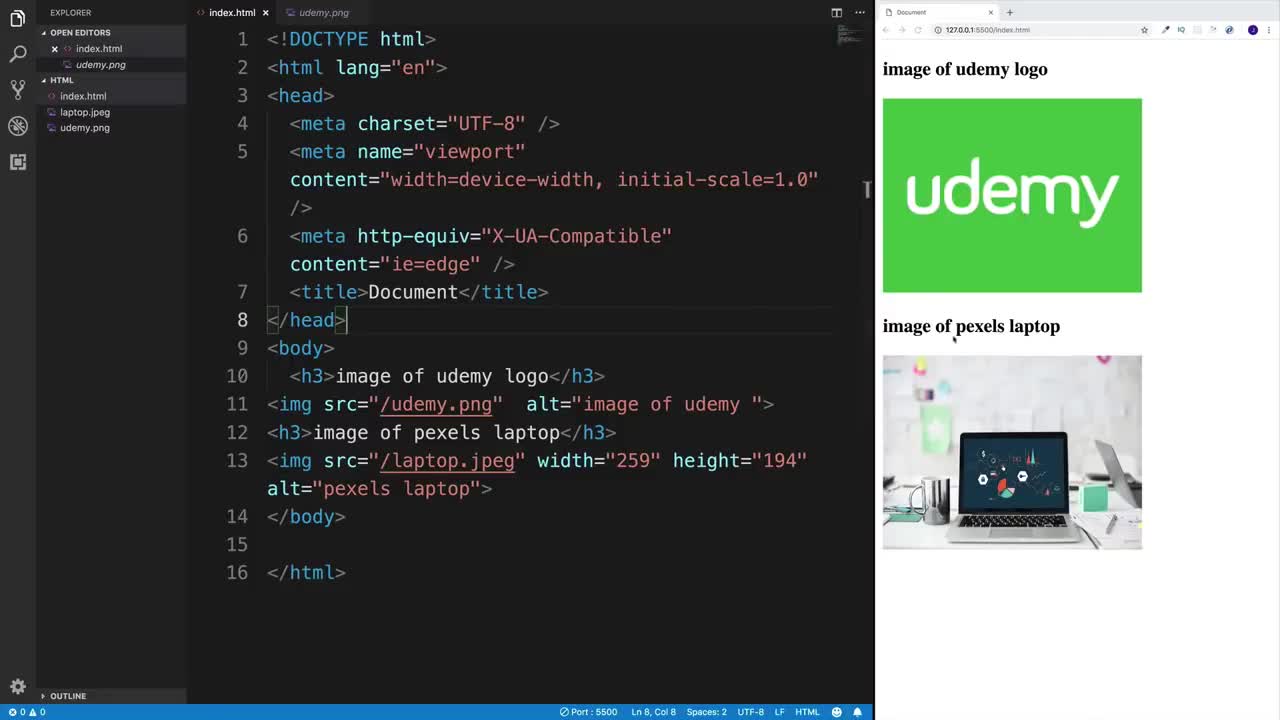 EXPLORER
OPEN EDITORS
index.html
udemy.png
HTML
index.html
laptop.jpeg
udemy.png
OUTLINE
index.html
udemy.png
1 <!DOCTYPE html>
2 <html lang="en">
3 <head>
4 <meta charset="UTF-8" />
5 <meta name="viewport"
content="width=device-width, initial-scale=1.0"
/>
6 <meta http-equiv="X-UA-Compatible"
content="ie=edge" />
7 <title>Document</title>
8 </head>
9 <body>
10 <h3>image of udemy logo</h3>
11 <img src="/udemy.png"  alt="image of udemy ">
12 <h3>image of pexels laptop</h3>
13 <img src="/laptop.jpeg" width="259" height="194"
alt="pexels laptop">
14 </body>
15
16 </html>
0 0
Port : 5500 Ln 8, Col 8 Spaces: 2 UTF-8 LF HTML
Document
127.0.0.1:5500/index.html
IQ
J
image of udemy logo
udemy
image of pexels laptop